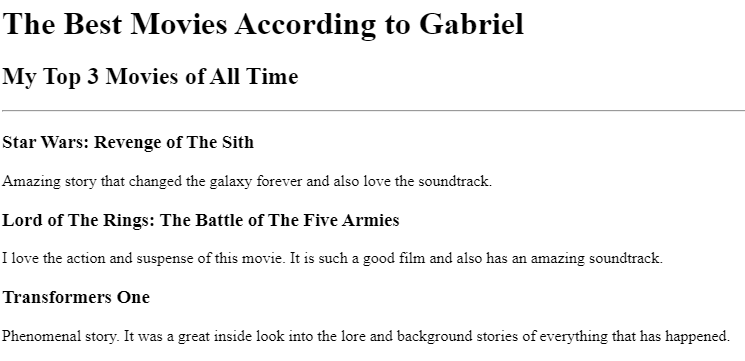 The Best Movies According to Gabriel
My Top 3 Movies of All Time
Star Wars: Revenge of The Sith
Amazing story that changed the galaxy forever and also love the soundtrack.
Lord of The Rings: The Battle of The Five Armies
I love the action and suspense of this movie. It is such a good film and also has an amazing soundtrack.
Transformers One
Phenomenal story. It was a great inside look into the lore and background stories of everything that has happened.